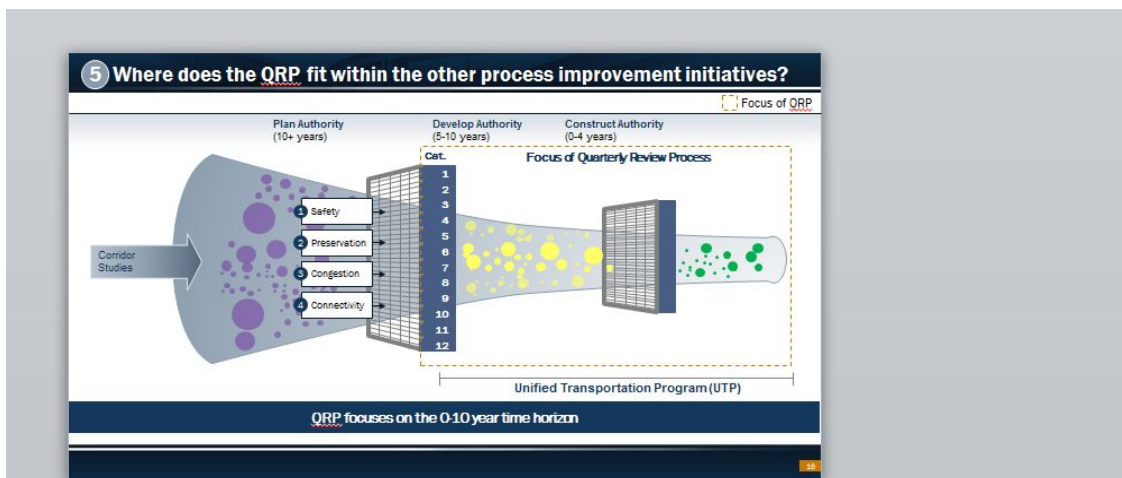 5 Where does the QRP fit within the other process improvement initiatives?
Focus of QRP
Plan Authority
(10+ years)
Develop Authority
(5-10 years)
Construct Authority
(0-4 years)
Cat.
Focus of Quarterly Review Process
1
2
3
4
5
6
7
8
9
10
11
12
1 Safety
2 Preservation
3 Congestion
4 Connectivity
Corridor
Studies
Unified Transportation Program (UTP)
QRP focuses on the 0-10 year time horizon
18